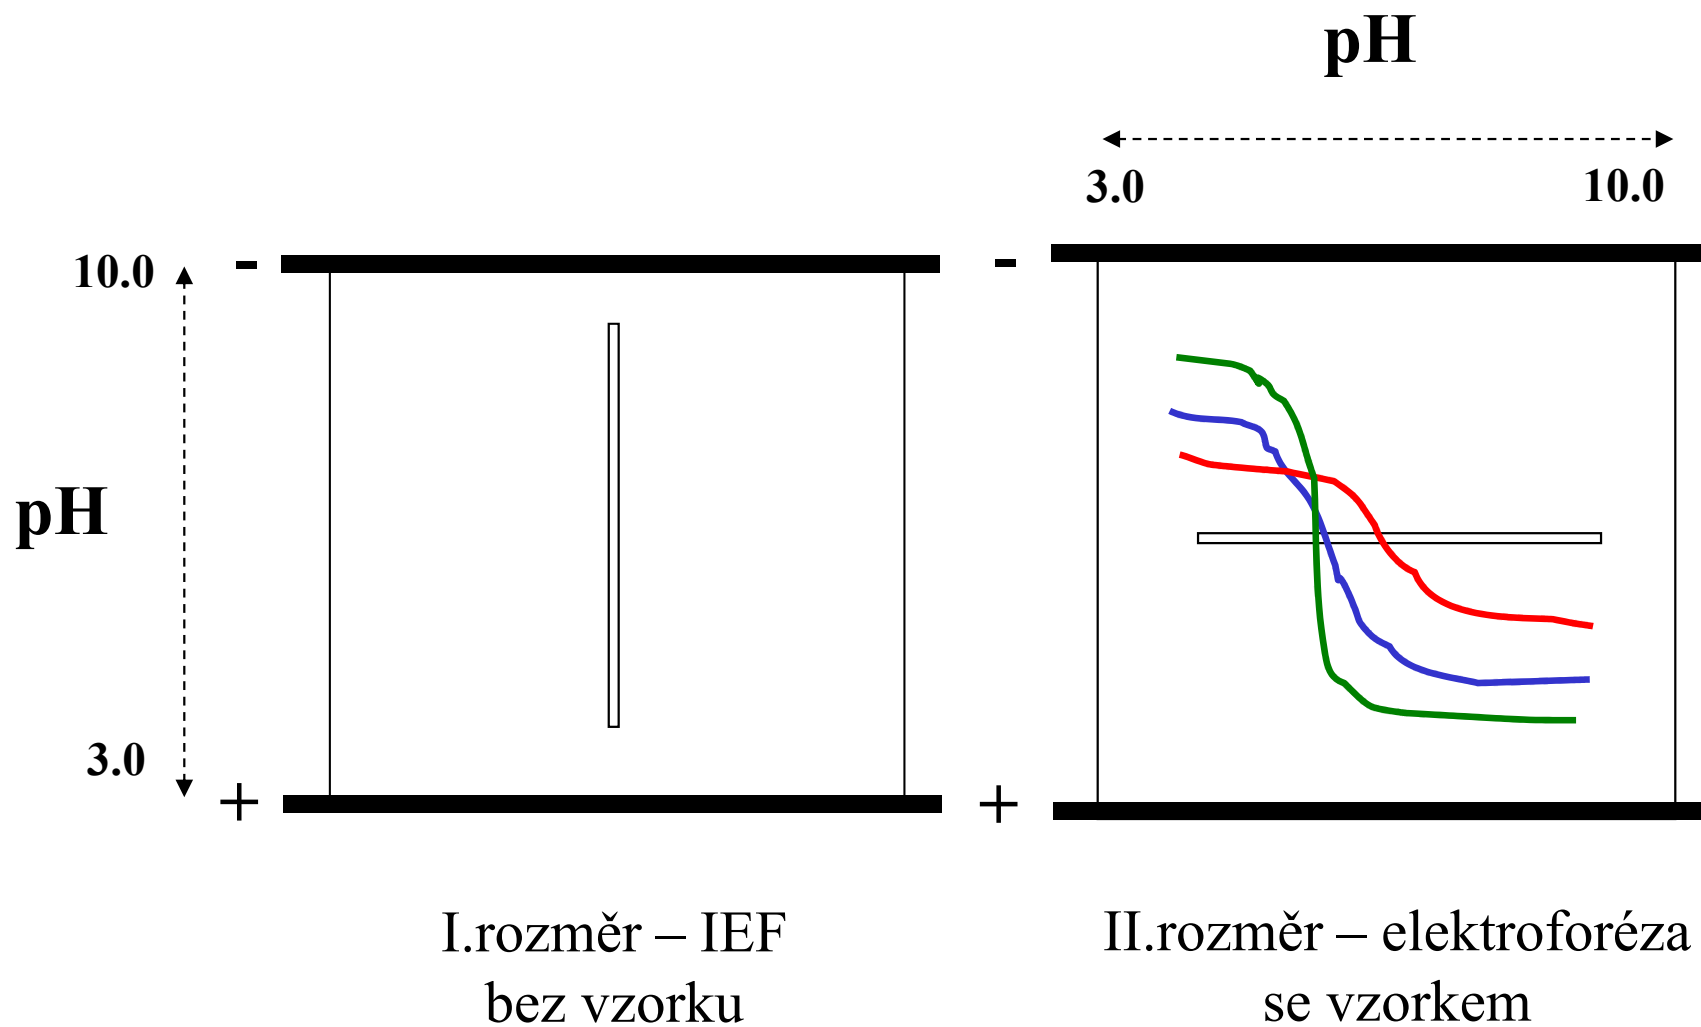 pH
3.0
10.0
10.0
-
-
pH
3.0
+
+
I.rozměr – IEF
bez vzorku
II.rozměr – elektroforéza
se vzorkem